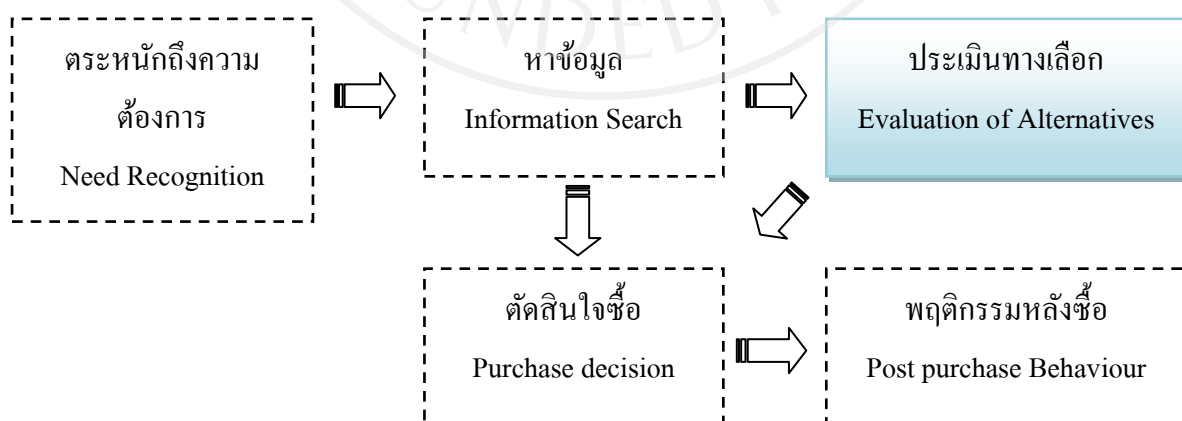 ตระหนักถึงความ
ต้องการ
Need Recognition
หาข้อมูล
Information Search
ประเมินทางเลือก
Evaluation of Alternatives
ตัดสินใจซื้อ
Purchase decision
พฤติกรรมหลังซื้อ
Post purchase Behaviour